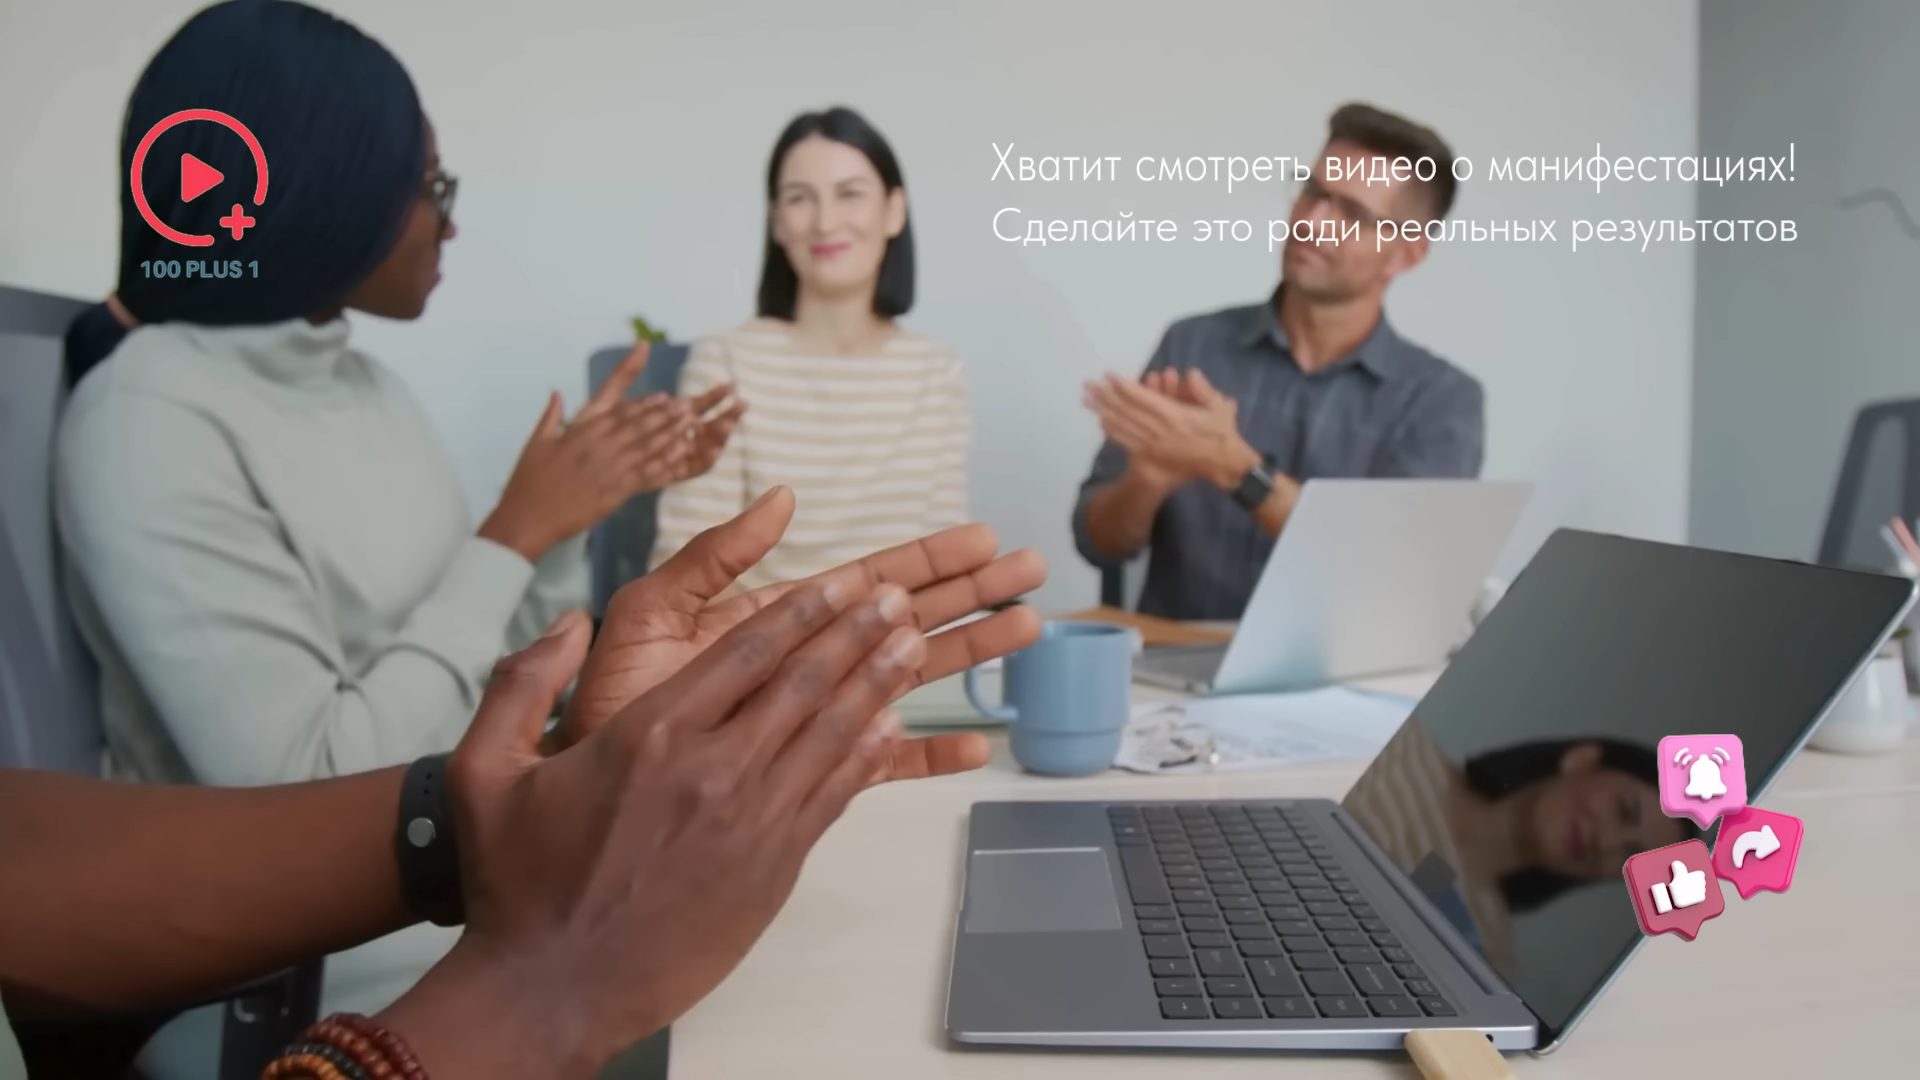 Хватит смотреть видео о манифестациях!
Сделайте это ради реальных результатов
100 PLUS 1